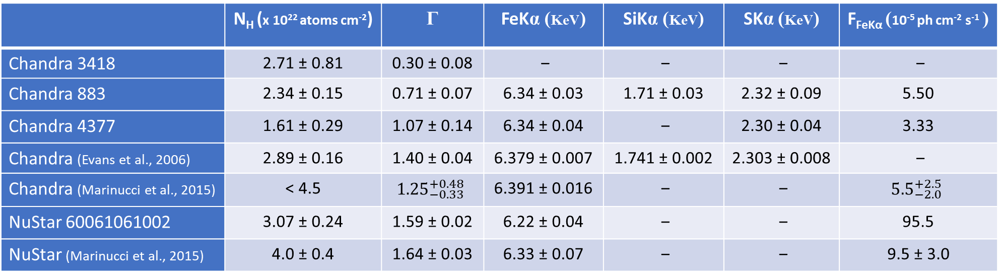 N_H (x 10^22 atoms cm^-2) Γ FeKα (KeV) SiKα (KeV) SKα (KeV) F_FeKα (10^-5 ph cm^-2 s^-1 )
Chandra 3418 2.71 ± 0.81 0.30 ± 0.08 – – – –
Chandra 883 2.34 ± 0.15 0.71 ± 0.07 6.34 ± 0.03 1.71 ± 0.03 2.32 ± 0.09 5.50
Chandra 4377 1.61 ± 0.29 1.07 ± 0.14 6.34 ± 0.04 – 2.30 ± 0.04 3.33
Chandra (Evans et al., 2006) 2.89 ± 0.16 1.40 ± 0.04 6.379 ± 0.007 1.741 ± 0.002 2.303 ± 0.008 –
Chandra (Marinucci et al., 2015) < 4.5 1.25^{+0.48}_{−0.33} 6.391 ± 0.016 – – 5.5^{+2.5}_{−2.0}
NuStar 60061061002 3.07 ± 0.24 1.59 ± 0.02 6.22 ± 0.04 – – 95.5
NuStar (Marinucci et al., 2015) 4.0 ± 0.4 1.64 ± 0.03 6.33 ± 0.07 – – 9.5 ± 3.0